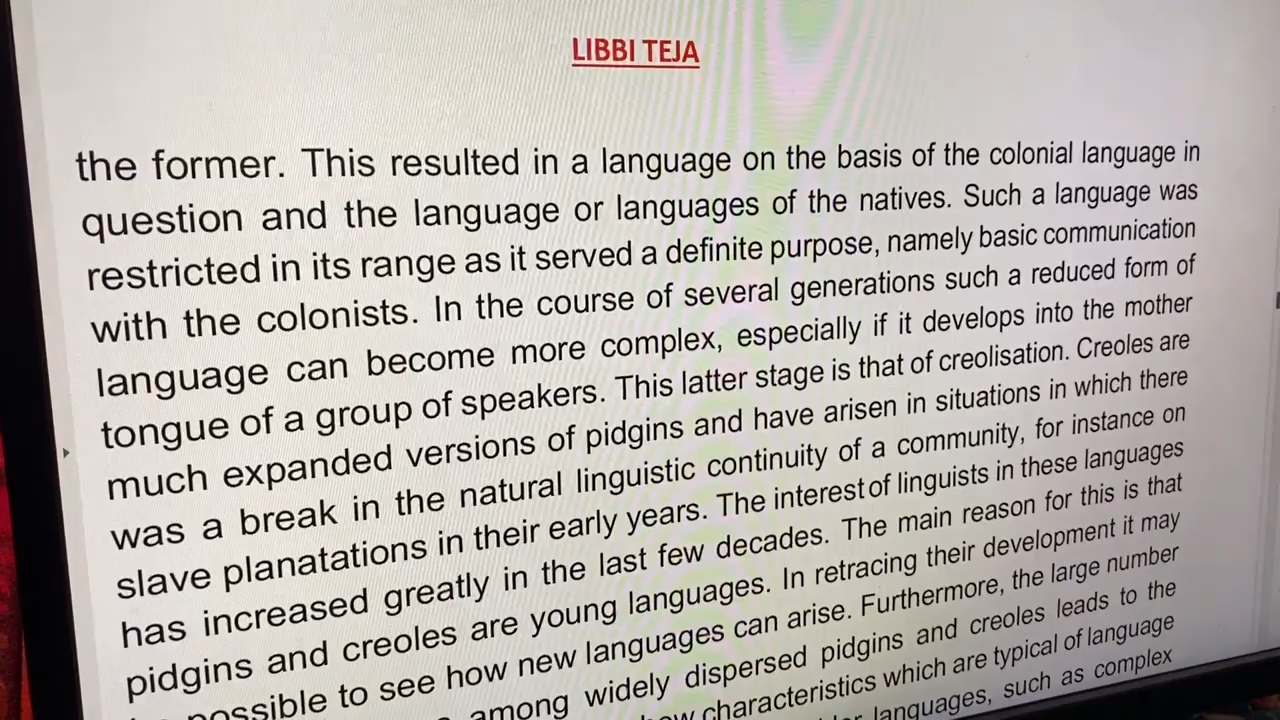 LIBBI TEJA
the former. This resulted in a language on the basis of the colonial language in
question and the language or languages of the natives. Such a language was
restricted in its range as it served a definite purpose, namely basic communication
with the colonists. In the course of several generations such a reduced form of
language can become more complex, especially if it develops into the mother
tongue of a group of speakers. This latter stage is that of creolisation. Creoles are
much expanded versions of pidgins and have arisen in situations in which there
was a break in the natural linguistic continuity of a community, for instance on
slave planatations in their early years. The interest of linguists in these languages
has increased greatly in the last few decades. The main reason for this is that
pidgins and creoles are young languages. In retracing their development it may
possible to see how new languages can arise. Furthermore, the large number
among widely dispersed pidgins and creoles leads to the
characteristics which are typical of language
languages, such as complex